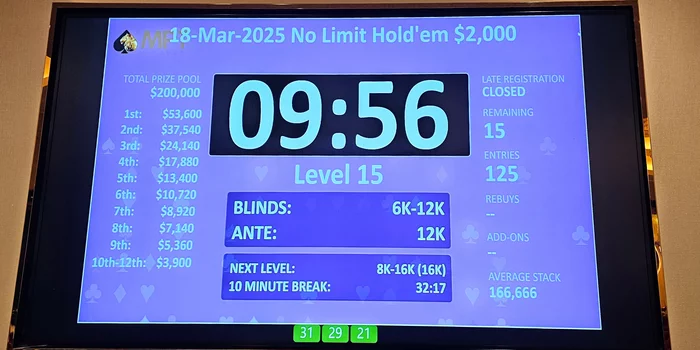 18-Mar-2025 No Limit Hold'em $2,000
TOTAL PRIZE POOL
$200,000
1st: $53,600
2nd: $37,540
3rd: $24,140
4th: $17,880
5th: $13,400
6th: $10,720
7th: $8,920
8th: $7,140
9th: $5,360
10th-12th: $3,900
09:56
Level 15
BLINDS: 6K-12K
ANTE: 12K
NEXT LEVEL: 8K-16K (16K)
10 MINUTE BREAK: 32:17
LATE REGISTRATION
CLOSED
REMAINING
15
ENTRIES
125
REBUYS
--
ADD-ONS
--
AVERAGE STACK
166,666
31 29 21